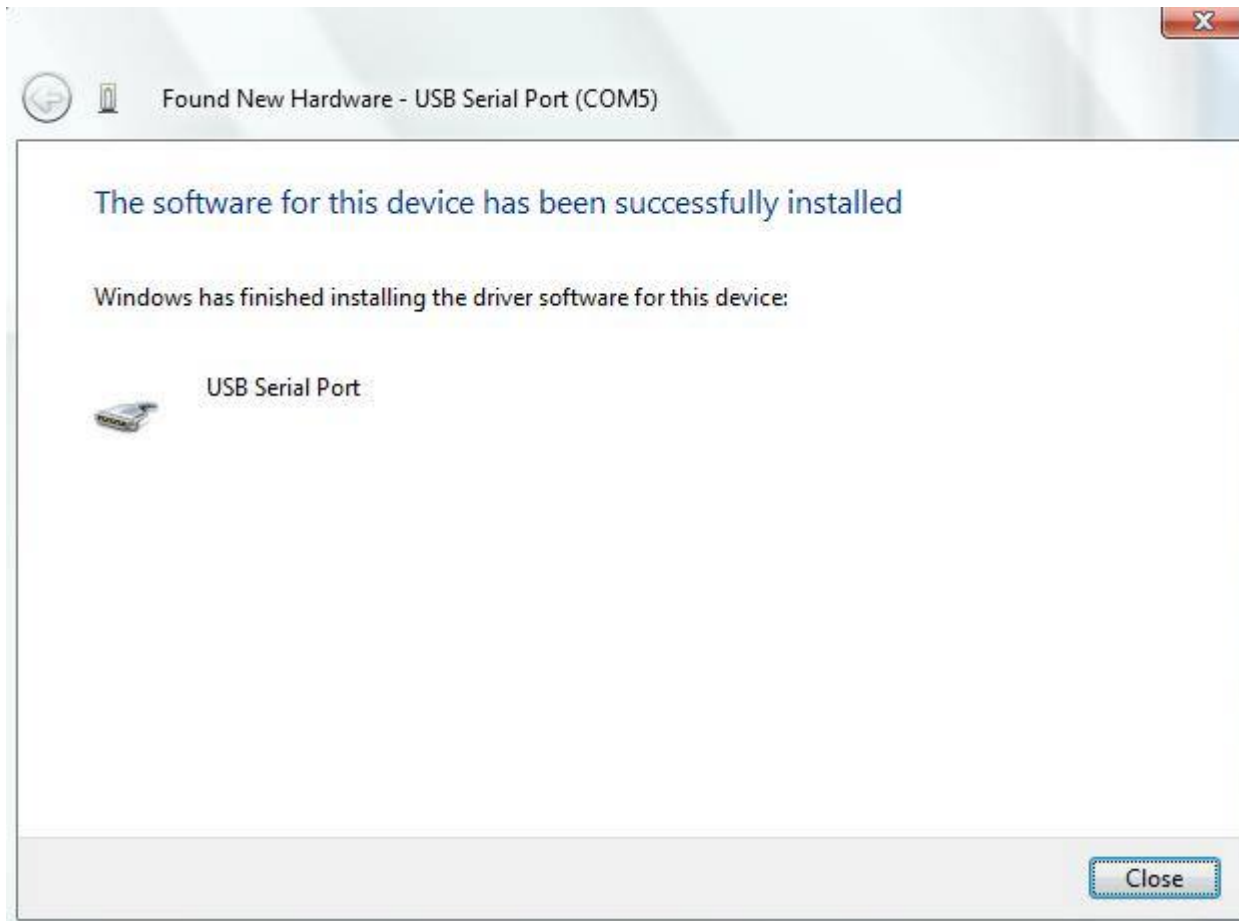 Found New Hardware - USB Serial Port (COM5)
The software for this device has been successfully installed
Windows has finished installing the driver software for this device:
USB Serial Port
Close